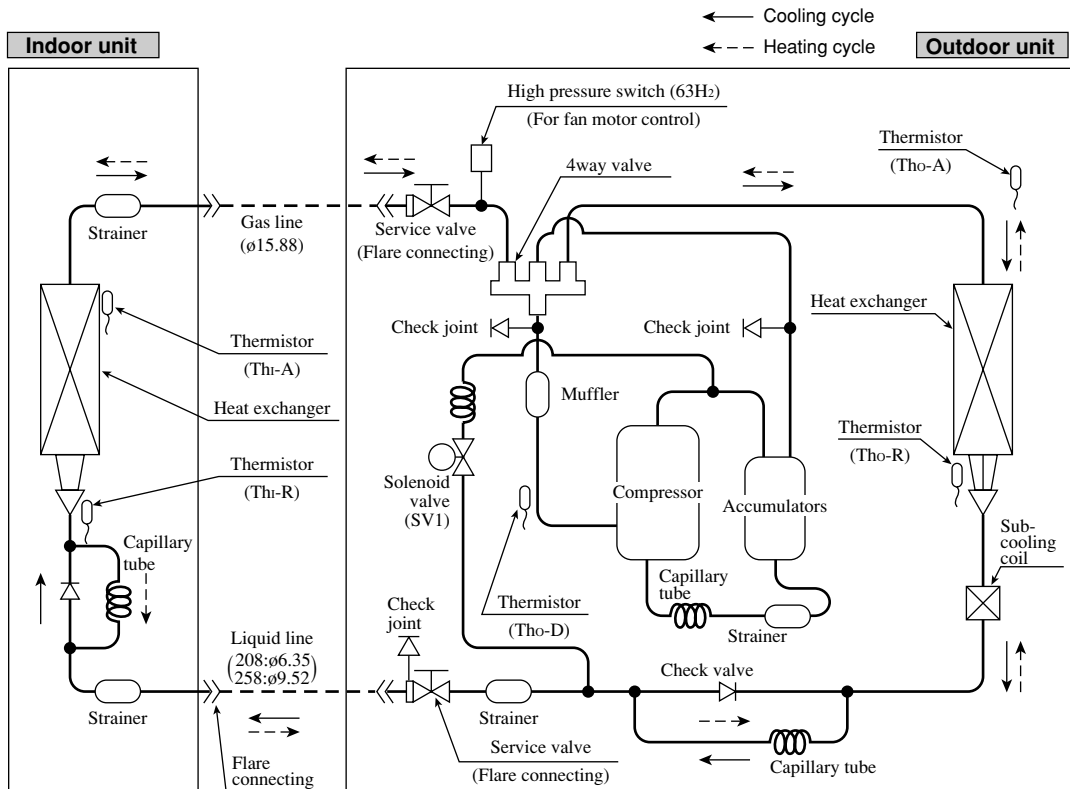 Cooling cycle
Heating cycle
Indoor unit
Outdoor unit
High pressure switch (63H2)
(For fan motor control)
4way valve
Thermistor
(Tho-A)
Strainer
Gas line
(ø15.88)
Service valve
(Flare connecting)
Check joint
Check joint
Heat exchanger
Thermistor
(ThI-A)
Heat exchanger
Muffler
Thermistor
(Tho-R)
Thermistor
(ThI-R)
Solenoid
valve
(SV1)
Compressor
Accumulators
Capillary
tube
Sub-
cooling
coil
Capillary
tube
Strainer
Thermistor
(Tho-D)
Check
joint
Liquid line
(208:ø6.35
258:ø9.52)
Check valve
Strainer
Strainer
Service valve
(Flare connecting)
Capillary tube
Flare
connecting